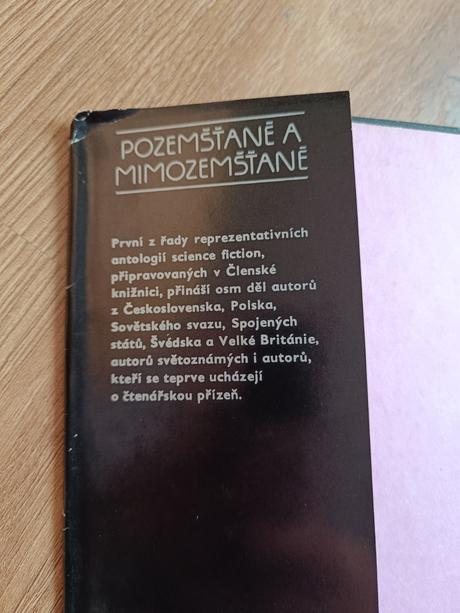 POZEMŠŤANÉ A
MIMOZEMŠŤANÉ
První z řady reprezentativních
antologií science fiction,
připravovaných v Členské
knižnici, přináší osm děl autorů
z Československa, Polska,
Sovětského svazu, Spojených
států, Švédska a Velké Británie,
autorů světoznámých i autorů,
kteří se teprve ucházejí
o čtenářskou přízeň.